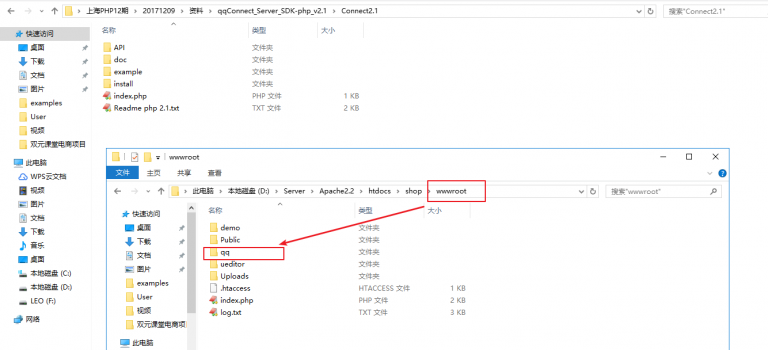 上海PHP12期 › 20171209 › 资料 › qqConnect_Server_SDK-php_v2.1 › Connect2.1
搜索"Connect2.1"
名称 类型 大小
快速访问
桌面
下载
文档
图片
examples
User
视频
双元课堂电商项目
此电脑
WPS云文档
视频
图片
文档
下载
音乐
桌面
本地磁盘 (C:)
本地磁盘 (D:)
LEO (F:)
网络
API 文件夹
doc 文件夹
example 文件夹
install 文件夹
index.php PHP 文件 1 KB
Readme php 2.1.txt TXT 文件 2 KB
wwwroot
文件 主页 共享 查看
此电脑 › 本地磁盘 (D:) › Server › Apache2.2 › htdocs › shop › wwwroot
搜索"wwwroot"
名称 类型 大小
快速访问
桌面
下载
文档
图片
examples
User
视频
双元课堂电商项目
此电脑
demo 文件夹
Public 文件夹
qq 文件夹
ueditor 文件夹
Uploads 文件夹
.htaccess HTACCESS 文件 1 KB
index.php PHP 文件 2 KB
log.txt TXT 文件 3 KB